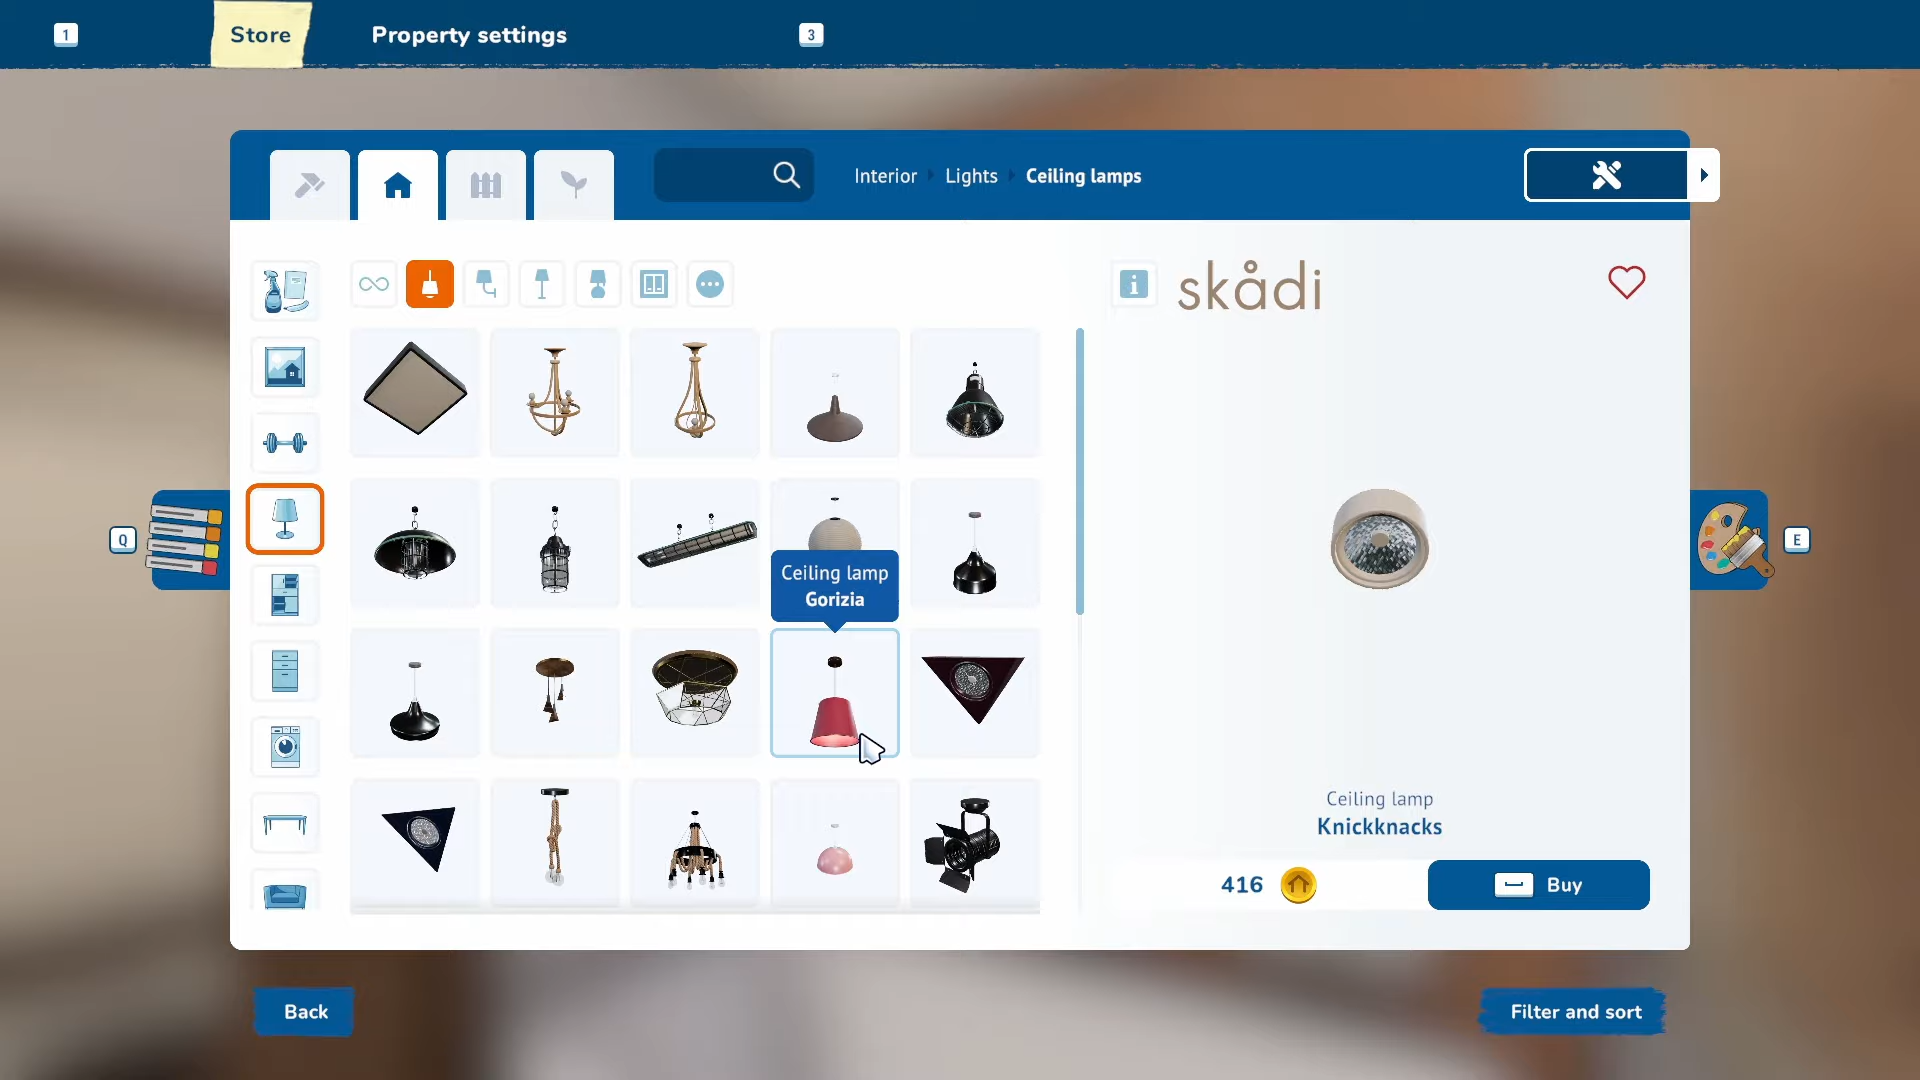 1
Store
Property settings
3
Interior
Lights
Ceiling lamps
i
skådi
Ceiling lamp
Gorizia
Q
E
Ceiling lamp
Knickknacks
416
Buy
Back
Filter and sort